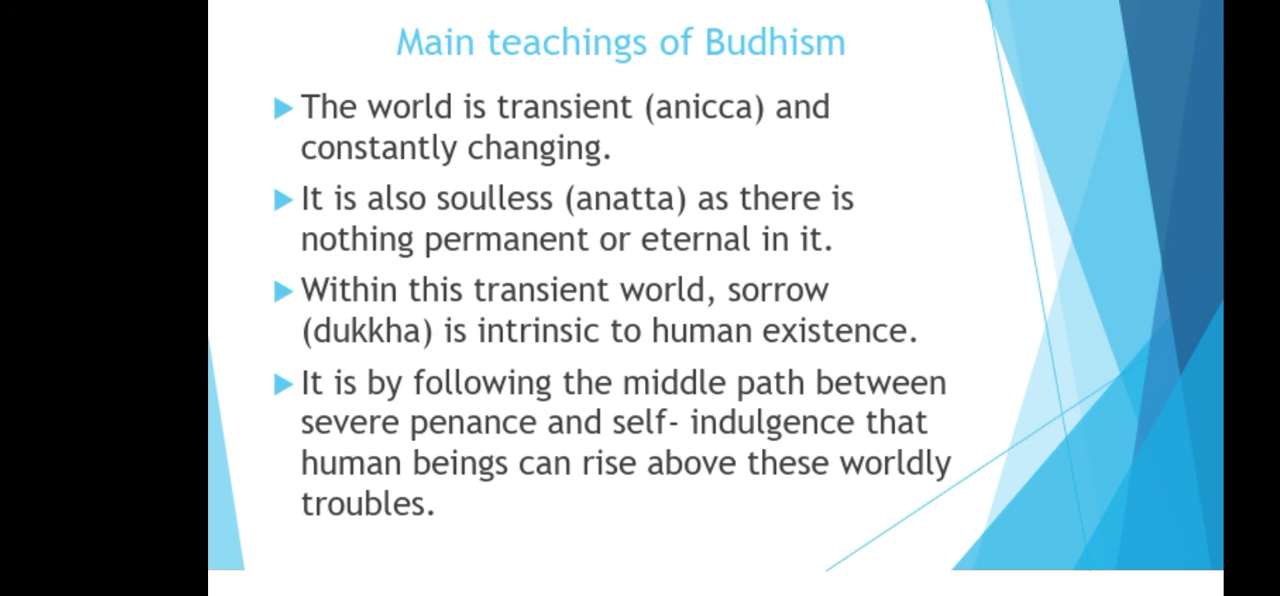 Main teachings of Budhism
The world is transient (anicca) and
constantly changing.
It is also soulless (anatta) as there is
nothing permanent or eternal in it.
Within this transient world, sorrow
(dukkha) is intrinsic to human existence.
It is by following the middle path between
severe penance and self- indulgence that
human beings can rise above these worldly
troubles.